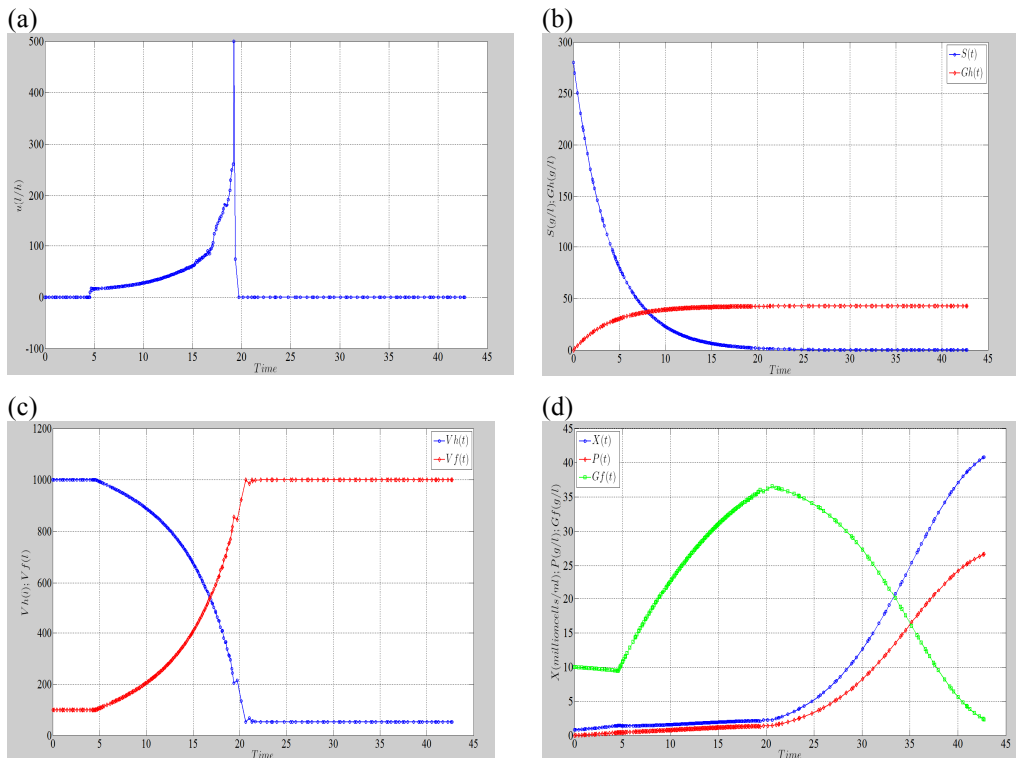 (a)
500
400
300
200
100
0
-100
u(l/h)
0 5 10 15 20 25 30 35 40 45
Time
(b)
300
250
200
150
100
50
0
S(g/l); Gh(g/l)
S(t)
Gh(t)
0 5 10 15 20 25 30 35 40 45
Time
(c)
1200
1000
800
600
400
200
0
Vh(t); Vf(t)
Vh(t)
Vf(t)
0 5 10 15 20 25 30 35 40 45
Time
(d)
45
40
35
30
25
20
15
10
5
0
X(millioncells/ml); P(g/l); Gf(g/l)
X(t)
P(t)
Gf(t)
0 5 10 15 20 25 30 35 40 45
Time